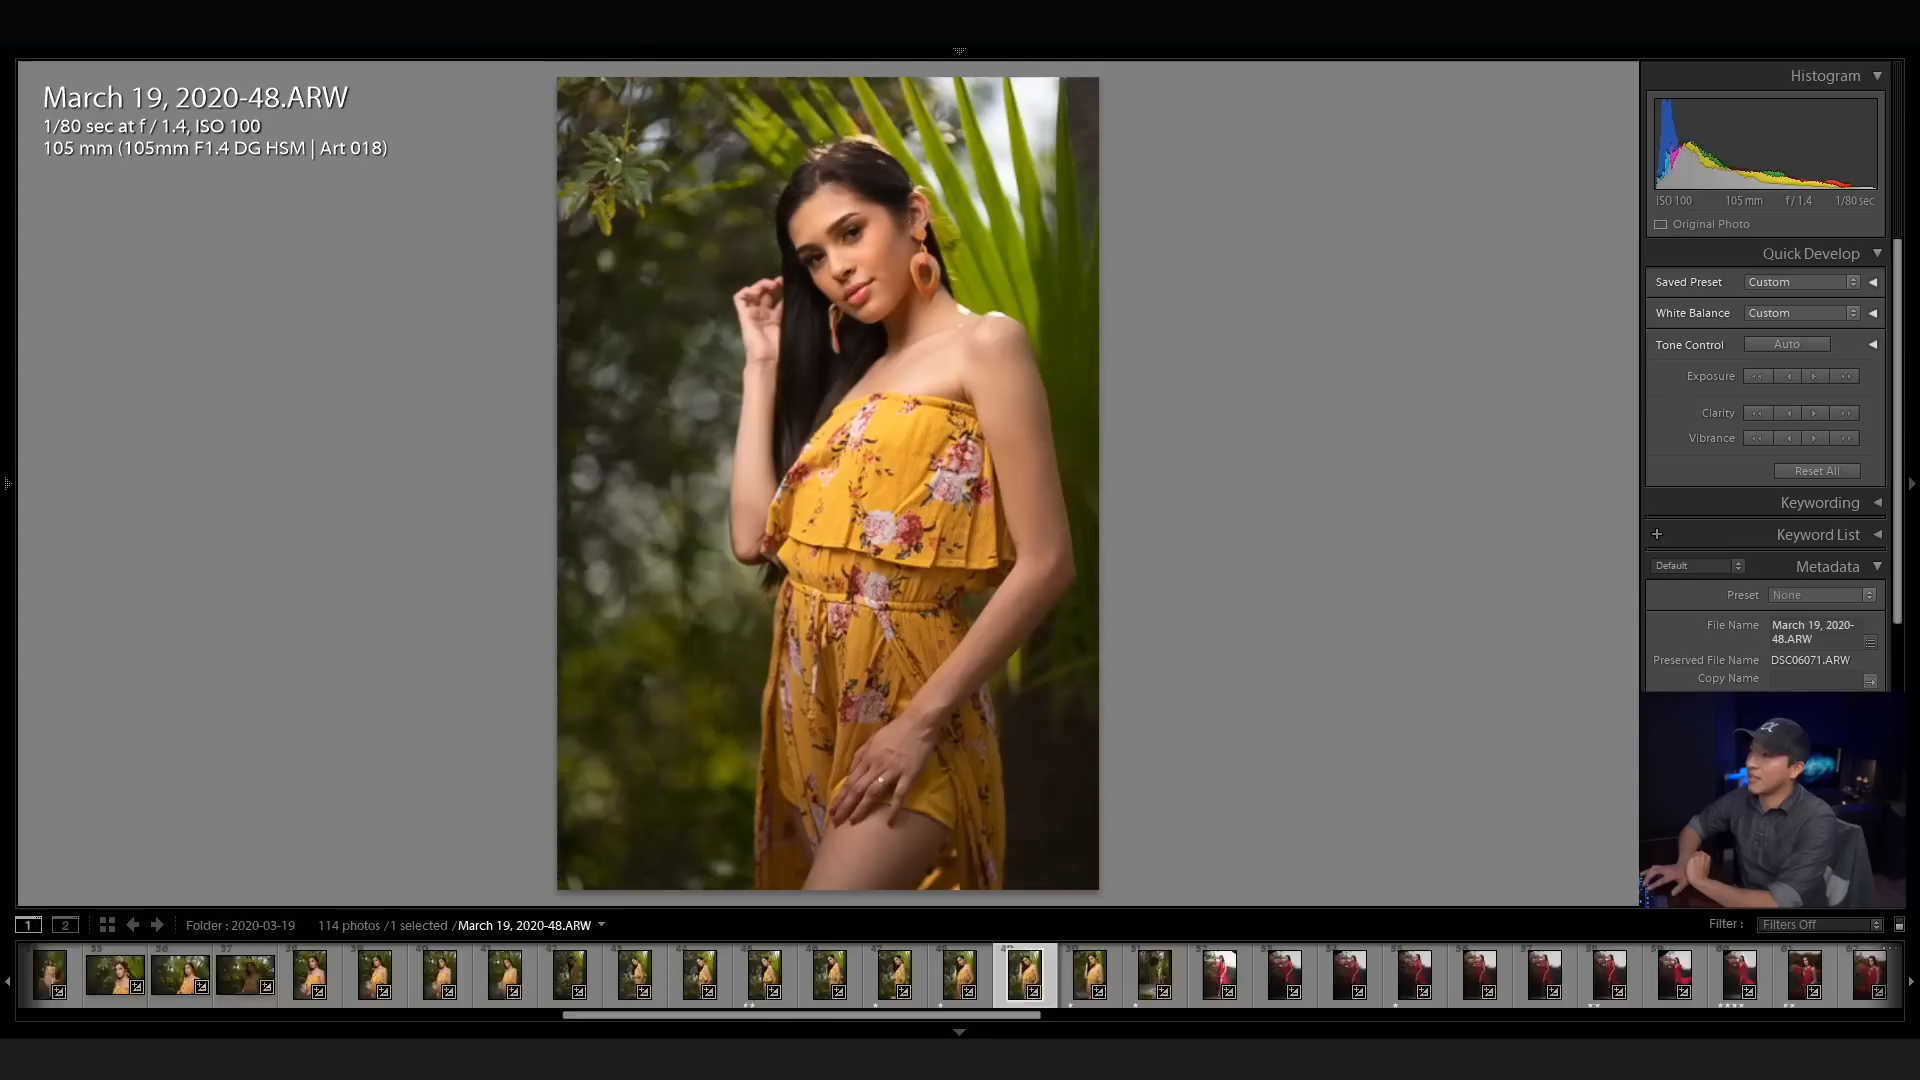 March 19, 2020-48.ARW
1/80 sec at f / 1.4, ISO 100
105 mm (105mm F1.4 DG HSM | Art 018)
Histogram
ISO 100 105 mm f / 1.4 1/80 sec
Original Photo
Quick Develop
Saved Preset Custom
White Balance Custom
Tone Control Auto
Exposure
Clarity
Vibrance
Reset All
Keywording
+ Keyword List
Default Metadata
Preset None
File Name March 19, 2020-
48.ARW
Preserved File Name DSC06071.ARW
Copy Name
α
1 2 Folder : 2020-03-19 114 photos / 1 selected / March 19, 2020-48.ARW Filter : Filters Off